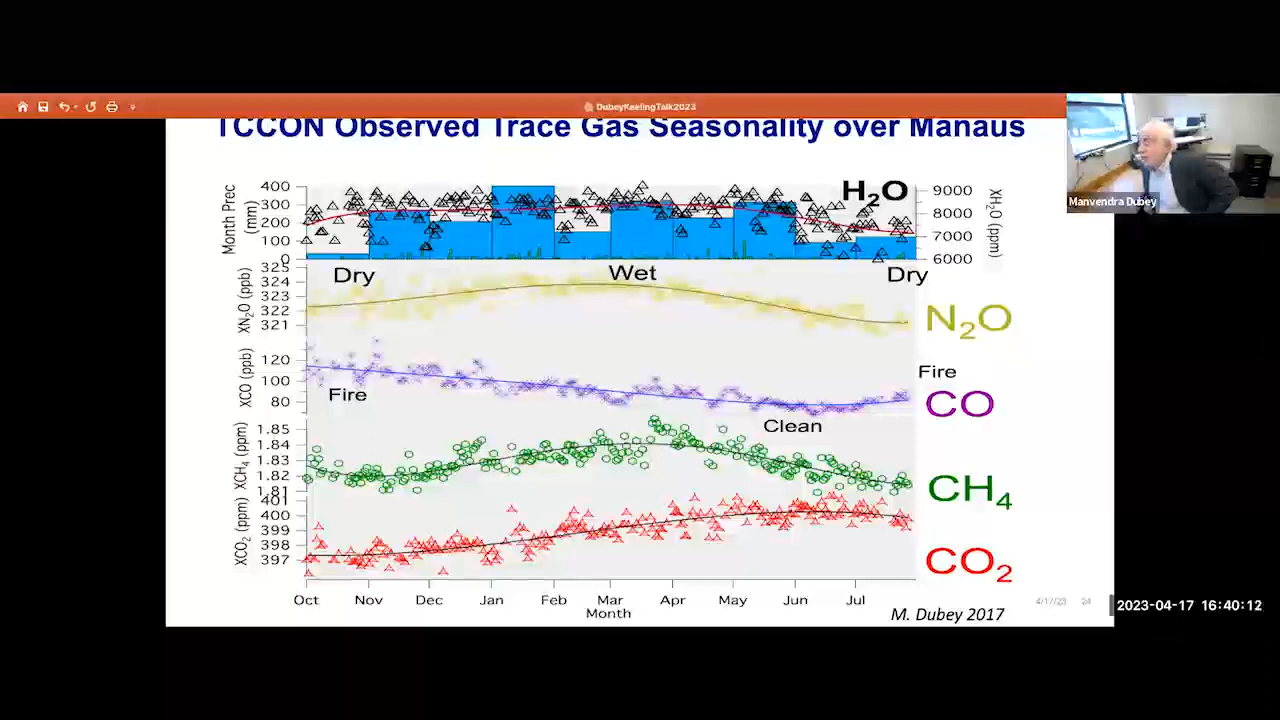 DubeyKeelingTalk2023
Manvendra Dubey
TCCON Observed Trace Gas Seasonality over Manaus
Month Prec (mm)
400
300
200
100
0
H₂O
9000
8000
7000
6000
XH₂O (ppm)
Dry
Wet
Dry
XN₂O (ppb)
325
324
323
322
321
N₂O
XCO (ppb)
120
100
80
Fire
Fire
Clean
CO
XCH₄ (ppm)
1.85
1.84
1.83
1.82
1.81
CH₄
XCO₂ (ppm)
401
400
399
398
397
CO₂
Oct Nov Dec Jan Feb Mar Apr May Jun Jul
Month
M. Dubey 2017
4/17/23 24
2023-04-17 16:40:12